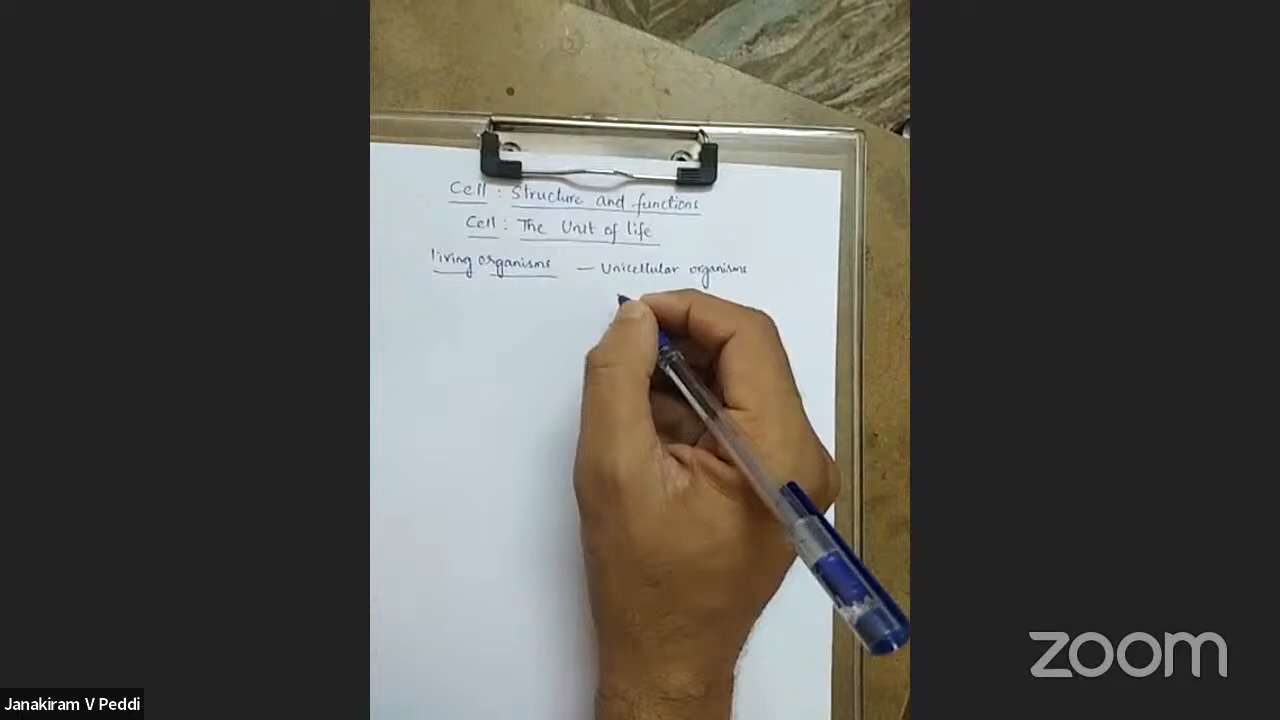 Cell : Structure and functions
Cell : The Unit of life
living organisms — Unicellular organisms
zoom
Janakiram V Peddi